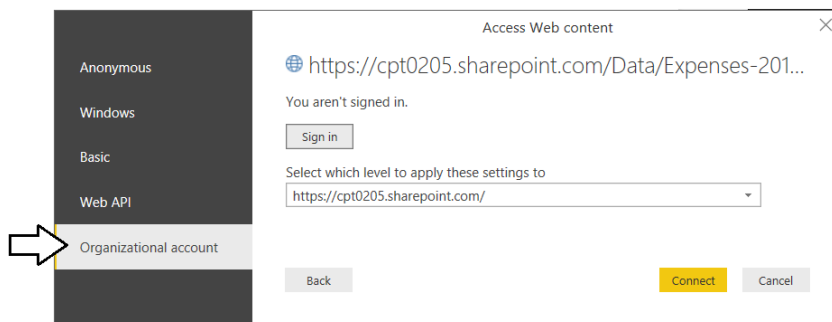 Access Web content
Anonymous
Windows
Basic
Web API
Organizational account
https://cpt0205.sharepoint.com/Data/Expenses-201...
You aren't signed in.
Sign in
Select which level to apply these settings to
https://cpt0205.sharepoint.com/
Back
Connect
Cancel